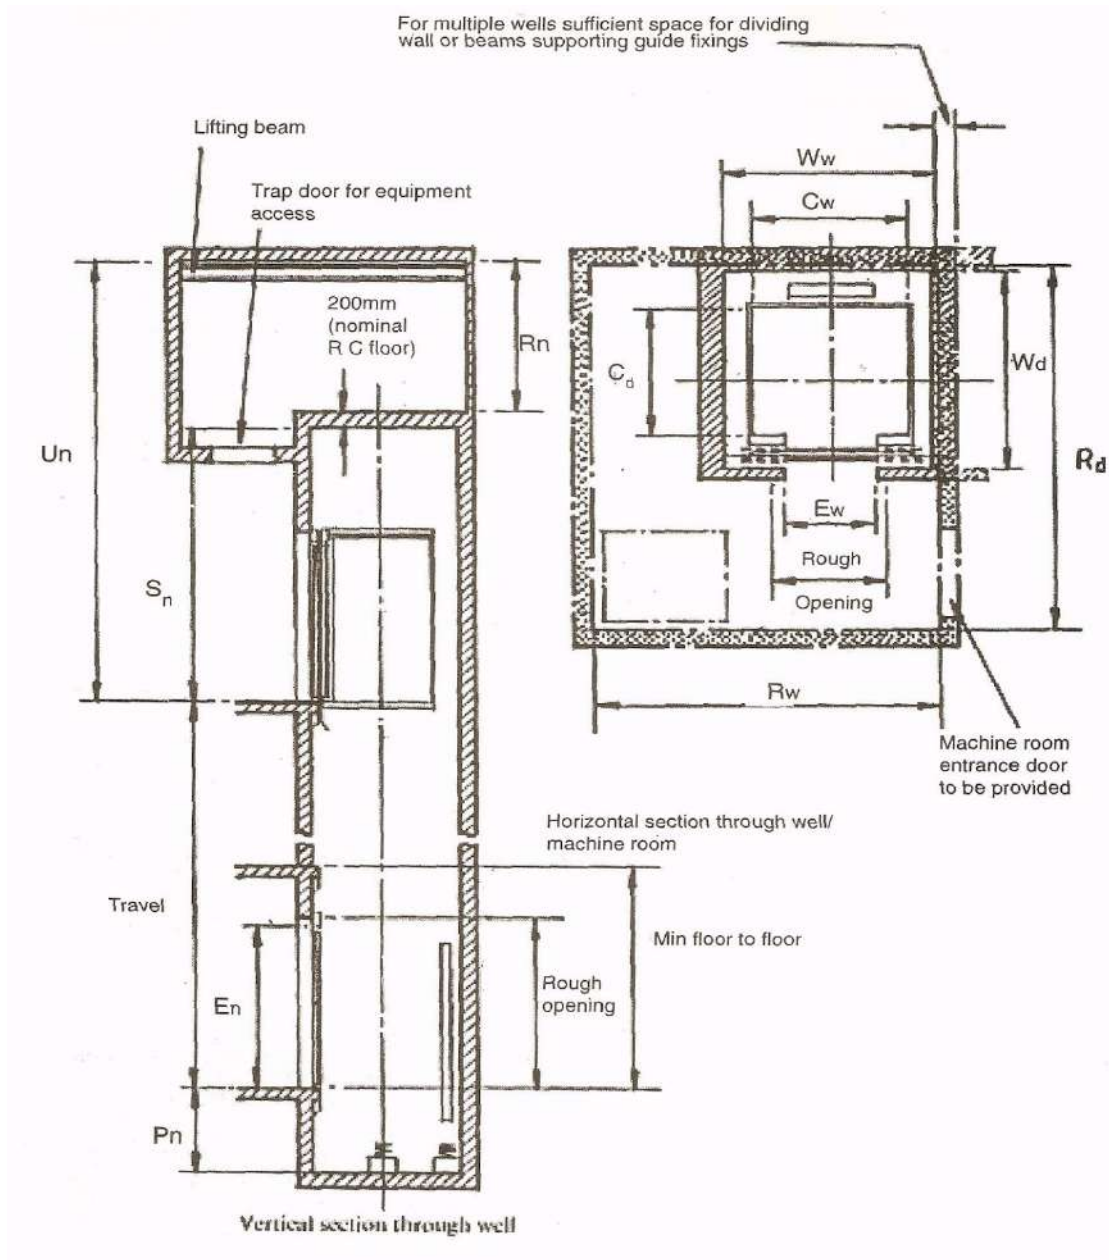 For multiple wells sufficient space for dividing
wall or beams supporting guide fixings
Lifting beam
Trap door for equipment
access
Ww
Cw
200mm
(nominal
R C floor)
Rn
Un
Cd
Wd
Rd
Sn
Ew
Rough
Opening
Rw
Machine room
entrance door
to be provided
Horizontal section through well/
machine room
Travel
Min floor to floor
En
Rough
opening
Pn
Vertical section through well